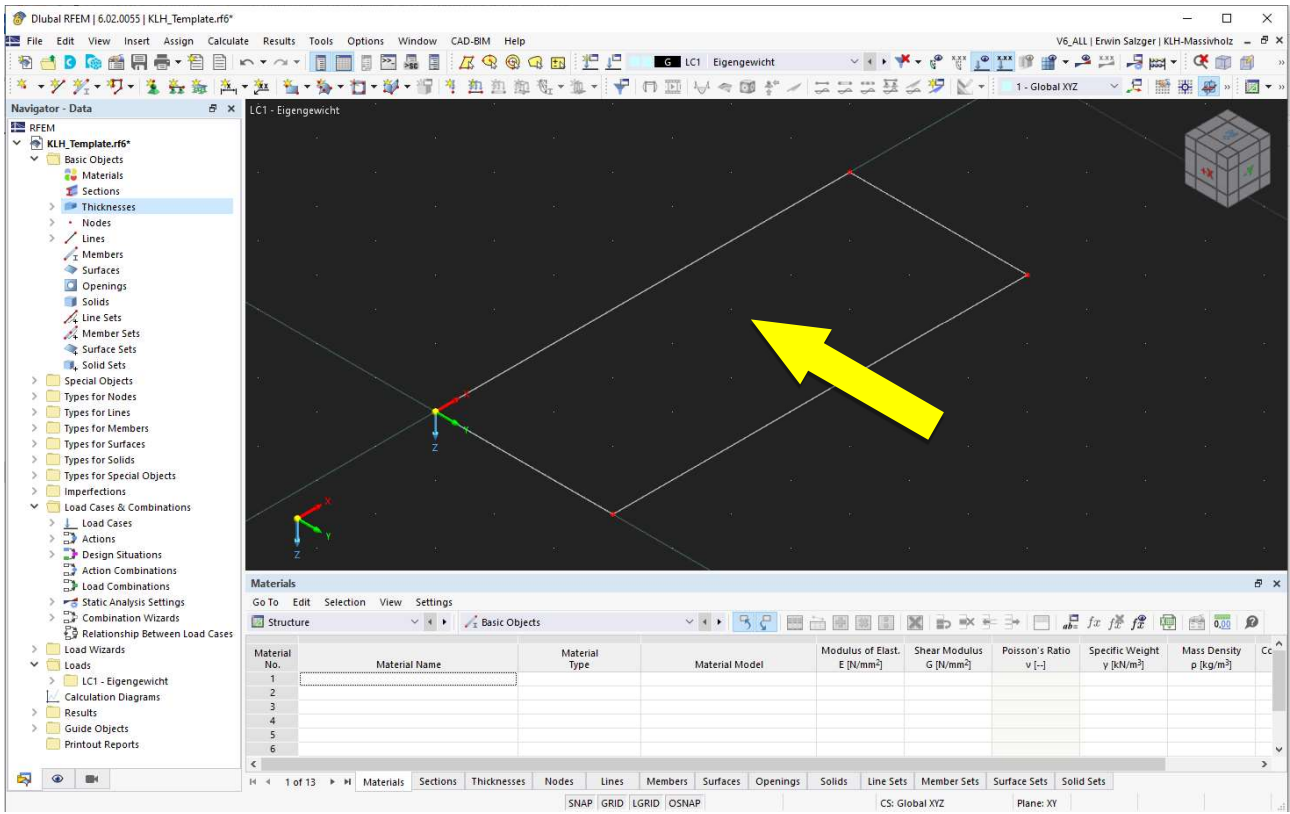 Dlubal RFEM | 6.02.0055 | KLH_Template.rf6*
File Edit View Insert Assign Calculate Results Tools Options Window CAD-BIM Help
V6_ALL | Erwin Salzger | KLH-Massivholz
G LC1 Eigengewicht
1 - Global XYZ
Navigator - Data
RFEM
KLH_Template.rf6*
Basic Objects
Materials
Sections
Thicknesses
Nodes
Lines
Members
Surfaces
Openings
Solids
Line Sets
Member Sets
Surface Sets
Solid Sets
Special Objects
Types for Nodes
Types for Lines
Types for Members
Types for Surfaces
Types for Solids
Types for Special Objects
Imperfections
Load Cases & Combinations
Load Cases
Actions
Design Situations
Action Combinations
Load Combinations
Static Analysis Settings
Combination Wizards
Relationship Between Load Cases
Load Wizards
Loads
LC1 - Eigengewicht
Calculation Diagrams
Results
Guide Objects
Printout Reports
LC1 - Eigengewicht
+X
-Y
X
Y
Z
X
Y
Z
Materials
Go To Edit Selection View Settings
Structure
Basic Objects
Material No.
Material Name
Material Type
Material Model
Modulus of Elast. E [N/mm²]
Shear Modulus G [N/mm²]
Poisson's Ratio ν [--]
Specific Weight γ [kN/m³]
Mass Density ρ [kg/m³]
1
2
3
4
5
6
1 of 13
Materials Sections Thicknesses Nodes Lines Members Surfaces Openings Solids Line Sets Member Sets Surface Sets Solid Sets
SNAP GRID LGRID OSNAP CS: Global XYZ Plane: XY